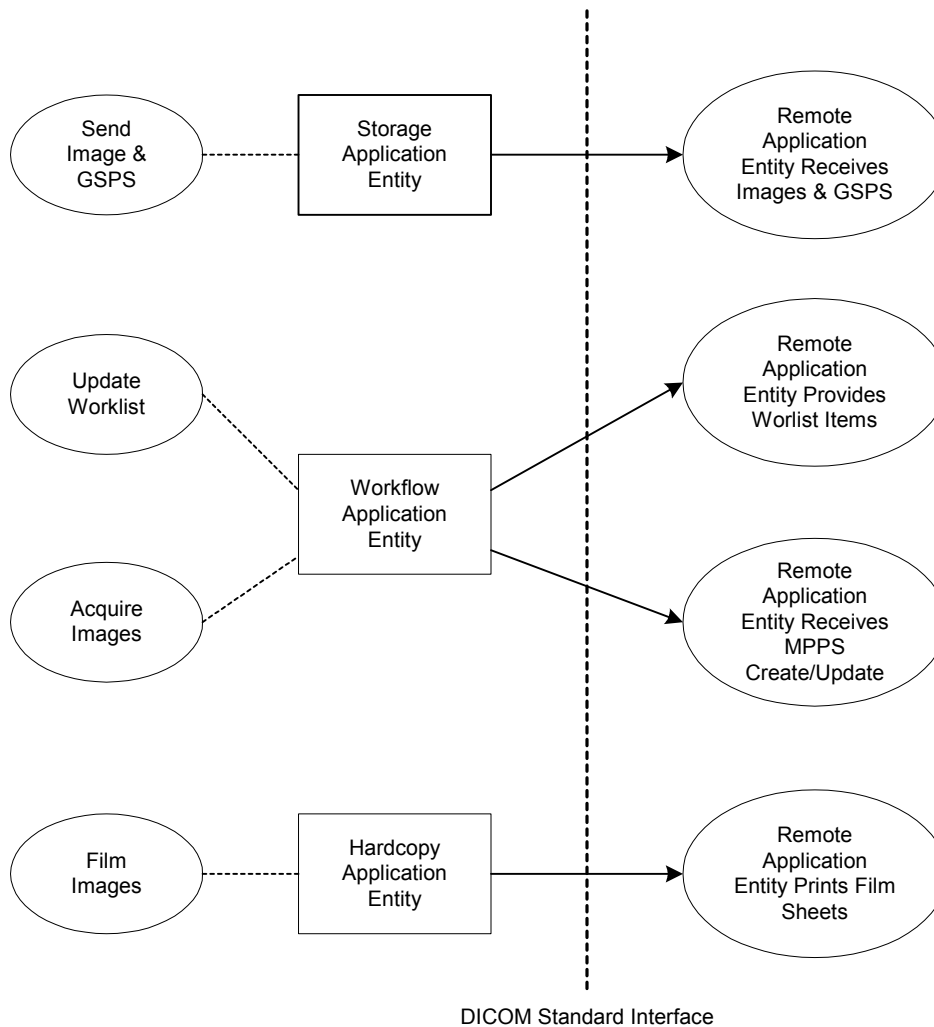 Send
Image &
GSPS
Storage
Application
Entity
Remote
Application
Entity Receives
Images & GSPS
Update
Worklist
Remote
Application
Entity Provides
Worlist Items
Workflow
Application
Entity
Acquire
Images
Remote
Application
Entity Receives
MPPS
Create/Update
Film
Images
Hardcopy
Application
Entity
Remote
Application
Entity Prints Film
Sheets
DICOM Standard Interface